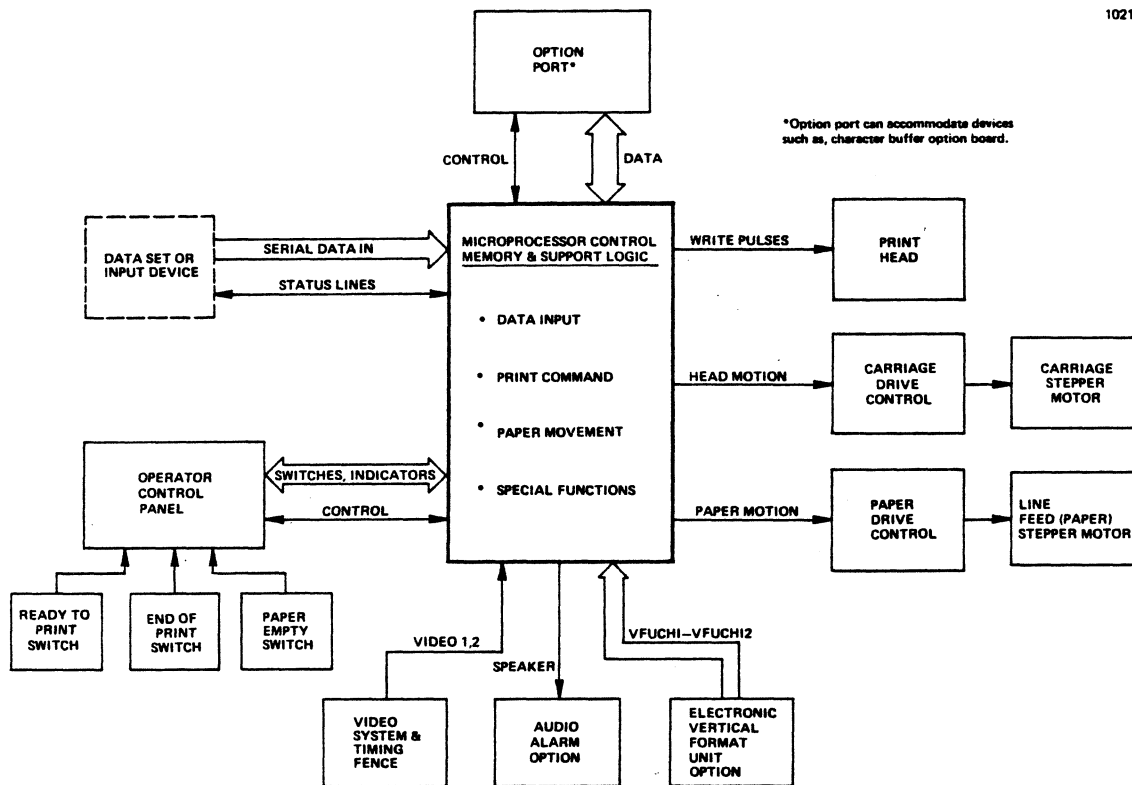 1021
OPTION
PORT*
*Option port can accommodate devices
such as, character buffer option board.
CONTROL
DATA
DATA SET OR
INPUT DEVICE
SERIAL DATA IN
STATUS LINES
MICROPROCESSOR CONTROL
MEMORY & SUPPORT LOGIC
• DATA INPUT
• PRINT COMMAND
• PAPER MOVEMENT
• SPECIAL FUNCTIONS
WRITE PULSES
PRINT
HEAD
HEAD MOTION
CARRIAGE
DRIVE
CONTROL
CARRIAGE
STEPPER
MOTOR
OPERATOR
CONTROL
PANEL
SWITCHES, INDICATORS
CONTROL
PAPER MOTION
PAPER
DRIVE
CONTROL
LINE
FEED (PAPER)
STEPPER MOTOR
READY TO
PRINT
SWITCH
END OF
PRINT
SWITCH
PAPER
EMPTY
SWITCH
VIDEO 1,2
SPEAKER
VFUCHI–VFUCHI2
VIDEO
SYSTEM &
TIMING
FENCE
AUDIO
ALARM
OPTION
ELECTRONIC
VERTICAL
FORMAT
UNIT
OPTION